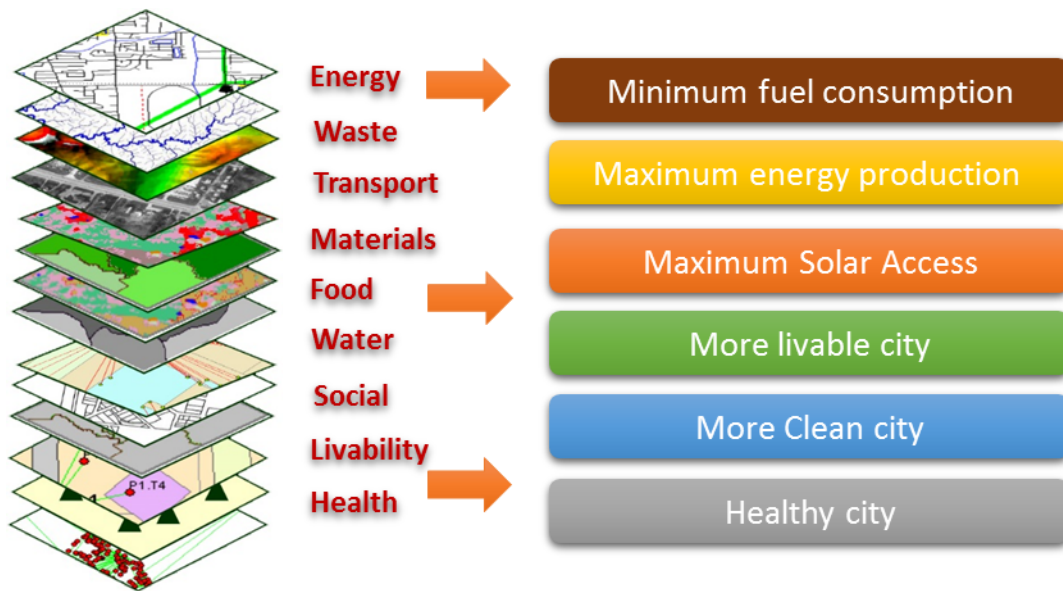 Energy
Waste
Transport
Materials
Food
Water
Social
Livability
Health
P1.T4
Minimum fuel consumption
Maximum energy production
Maximum Solar Access
More livable city
More Clean city
Healthy city